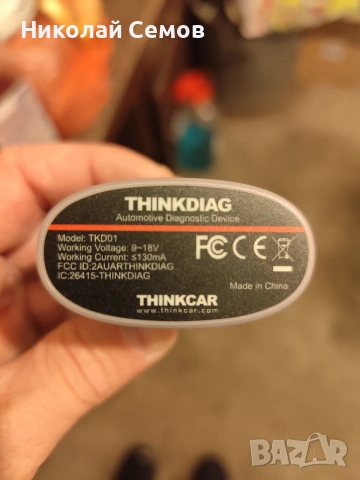 Николай Семов
THINKDIAG
Automotive Diagnostic Device
Model: TKD01
Working Voltage: 9~18V
Working Current: ≤130mA
FCC ID:2AUARTHINKDIAG
IC:26415-THINKDIAG
FC CE
Made in China
THINKCAR
www.thinkcar.com
bazar
БГ